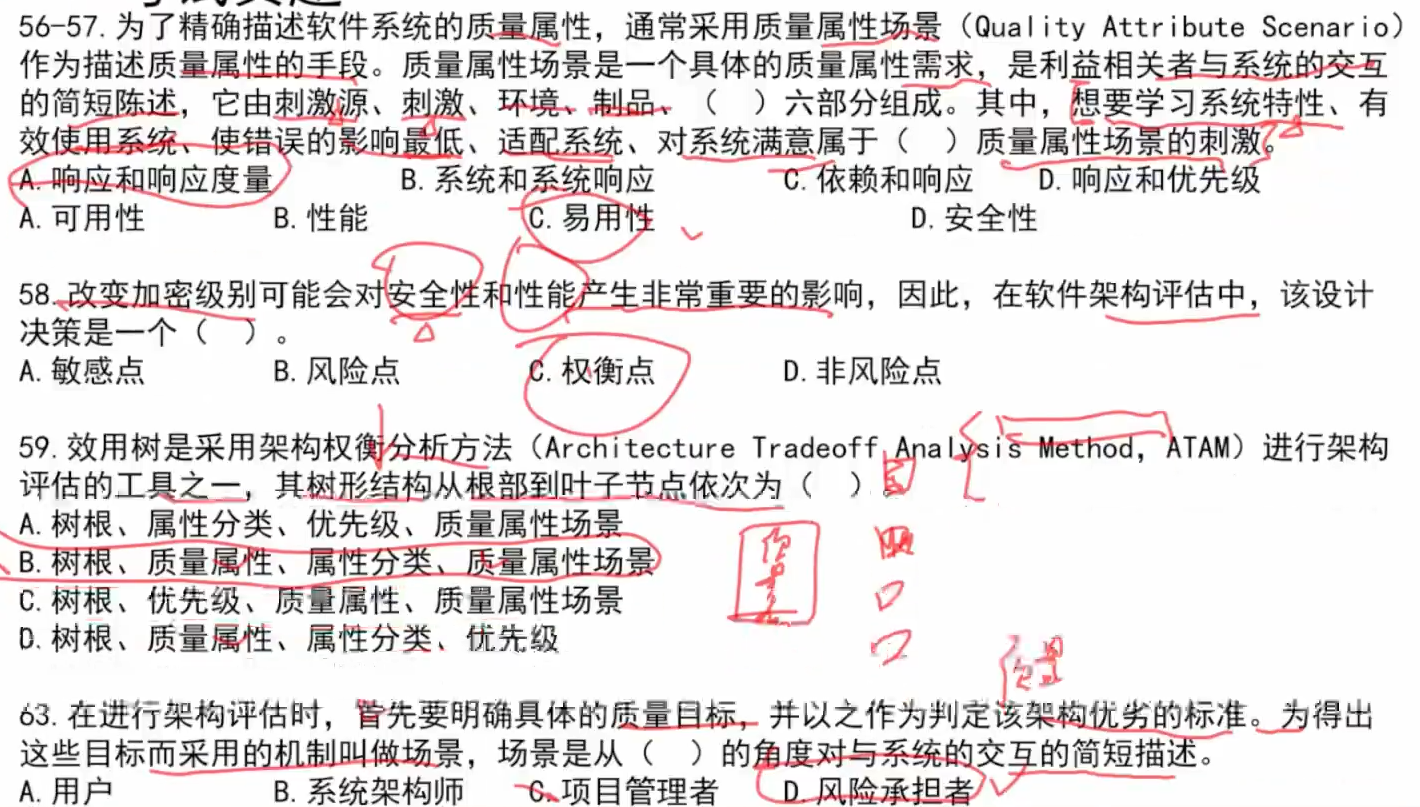 56-57.为了精确描述软件系统的质量属性，通常采用质量属性场景（Quality Attribute Scenario）
作为描述质量属性的手段。质量属性场景是一个具体的质量属性需求，是利益相关者与系统的交互
的简短陈述，它由刺激源、刺激、环境、制品、（ ）六部分组成。其中，想要学习系统特性、有
效使用系统、使错误的影响最低、适配系统、对系统满意属于（ ）质量属性场景的刺激。
A.响应和响应度量 B.系统和系统响应 C.依赖和响应 D.响应和优先级
A.可用性 B.性能 C.易用性 D.安全性
58.改变加密级别可能会对安全性和性能产生非常重要的影响，因此，在软件架构评估中，该设计
决策是一个（ ）。
A.敏感点 B.风险点 C.权衡点 D.非风险点
59.效用树是采用架构权衡分析方法（Architecture Tradeoff Analysis Method，ATAM）进行架构
评估的工具之一，其树形结构从根部到叶子节点依次为（ ）。
A.树根、属性分类、优先级、质量属性场景
B.树根、质量属性、属性分类、质量属性场景
C.树根、优先级、质量属性、质量属性场景
D.树根、质量属性、属性分类、优先级
63.在进行架构评估时，首先要明确具体的质量目标，并以之作为判定该架构优劣的标准。为得出
这些目标而采用的机制叫做场景，场景是从（ ）的角度对与系统的交互的简短描述。
A.用户 B.系统架构师 C.项目管理者 D.风险承担者